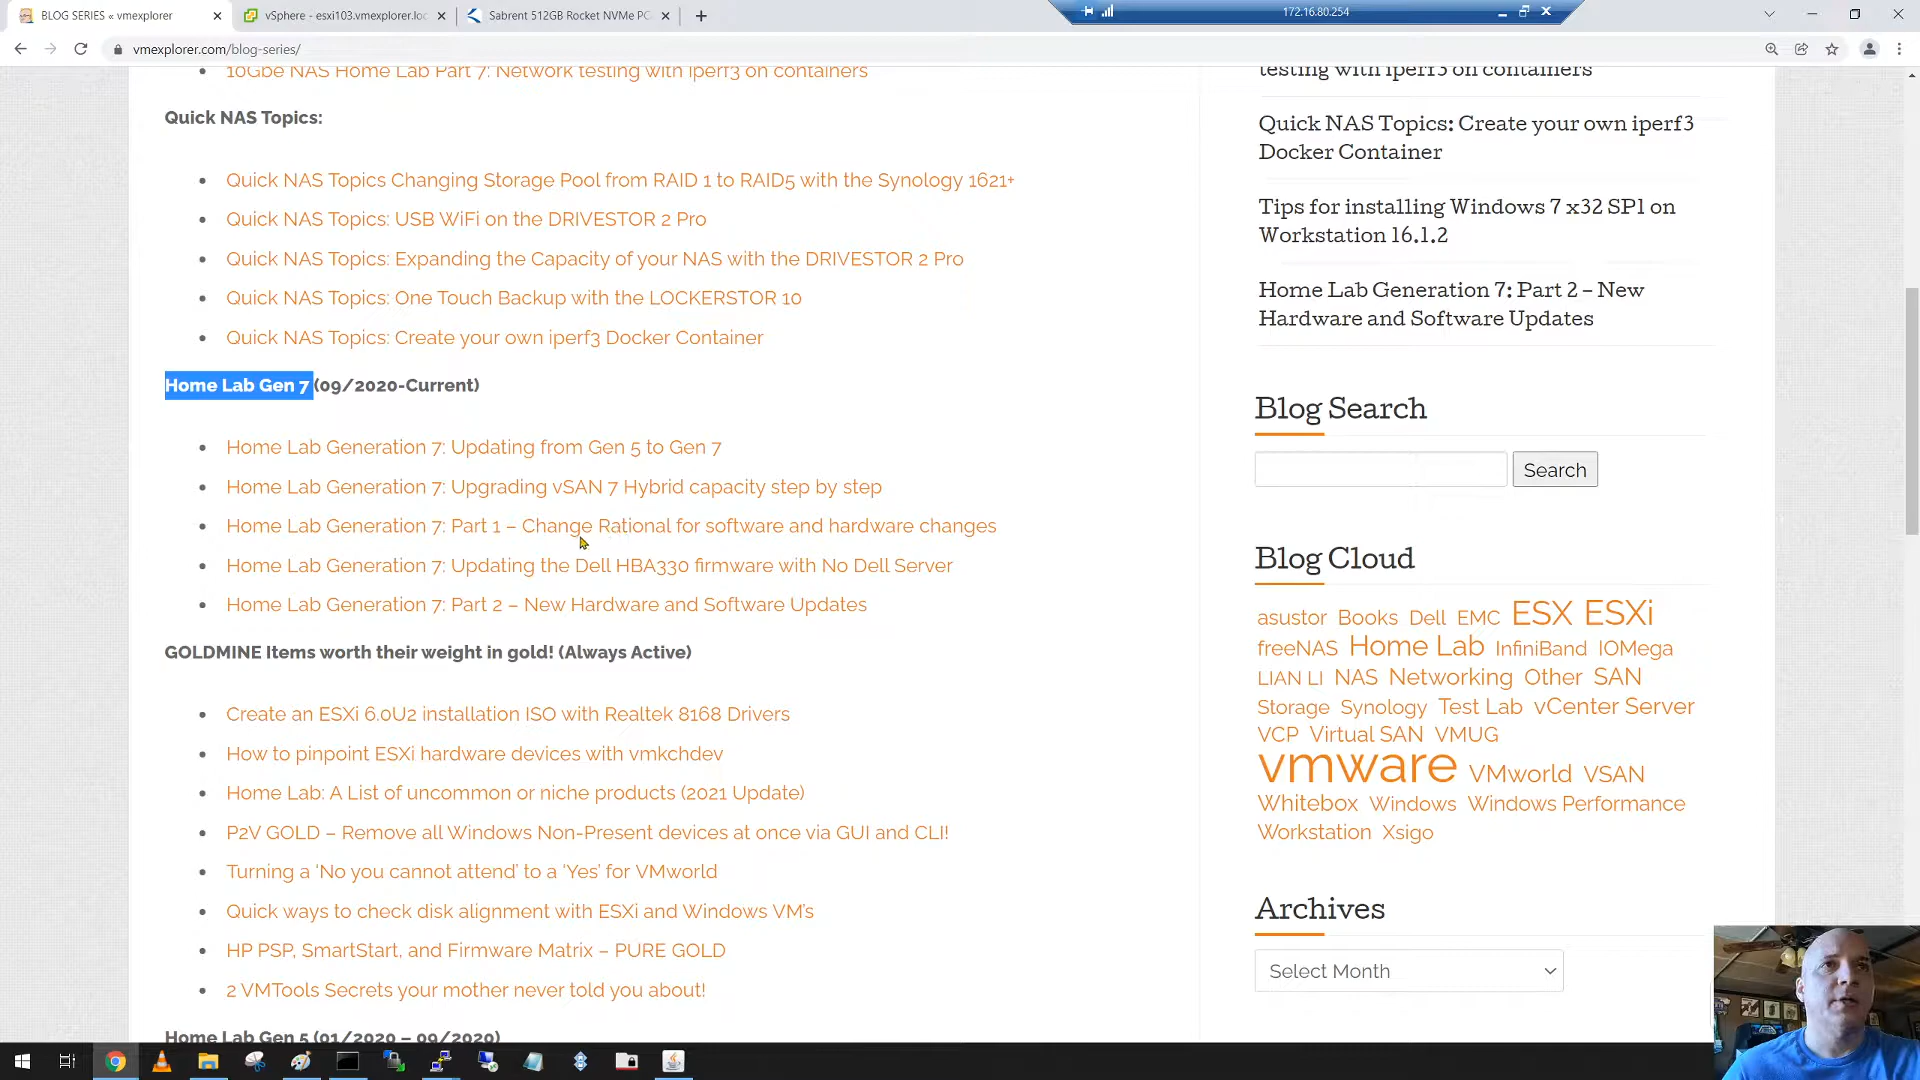 BLOG SERIES « vmexplorer
vSphere - esxi103.vmexplorer.loc
Sabrent 512GB Rocket NVMe PC
172.16.80.254
vmexplorer.com/blog-series/
10Gbe NAS Home Lab Part 7: Network testing with iperf3 on containers
Quick NAS Topics:
Quick NAS Topics Changing Storage Pool from RAID 1 to RAID5 with the Synology 1621+
Quick NAS Topics: USB WiFi on the DRIVESTOR 2 Pro
Quick NAS Topics: Expanding the Capacity of your NAS with the DRIVESTOR 2 Pro
Quick NAS Topics: One Touch Backup with the LOCKERSTOR 10
Quick NAS Topics: Create your own iperf3 Docker Container
Home Lab Gen 7 (09/2020-Current)
Home Lab Generation 7: Updating from Gen 5 to Gen 7
Home Lab Generation 7: Upgrading vSAN 7 Hybrid capacity step by step
Home Lab Generation 7: Part 1 – Change Rational for software and hardware changes
Home Lab Generation 7: Updating the Dell HBA330 firmware with No Dell Server
Home Lab Generation 7: Part 2 – New Hardware and Software Updates
GOLDMINE Items worth their weight in gold! (Always Active)
Create an ESXi 6.0U2 installation ISO with Realtek 8168 Drivers
How to pinpoint ESXi hardware devices with vmkchdev
Home Lab: A List of uncommon or niche products (2021 Update)
P2V GOLD – Remove all Windows Non-Present devices at once via GUI and CLI!
Turning a ‘No you cannot attend’ to a ‘Yes’ for VMworld
Quick ways to check disk alignment with ESXi and Windows VM’s
HP PSP, SmartStart, and Firmware Matrix – PURE GOLD
2 VMTools Secrets your mother never told you about!
Home Lab Gen 5 (01/2020 – 09/2020)
testing with iperf3 on containers
Quick NAS Topics: Create your own iperf3
Docker Container
Tips for installing Windows 7 x32 SP1 on
Workstation 16.1.2
Home Lab Generation 7: Part 2 – New
Hardware and Software Updates
Blog Search
Search
Blog Cloud
asustor Books Dell EMC ESX ESXi
freeNAS Home Lab InfiniBand IOMega
LIAN LI NAS Networking Other SAN
Storage Synology Test Lab vCenter Server
VCP Virtual SAN VMUG
vmware VMworld VSAN
Whitebox Windows Windows Performance
Workstation Xsigo
Archives
Select Month